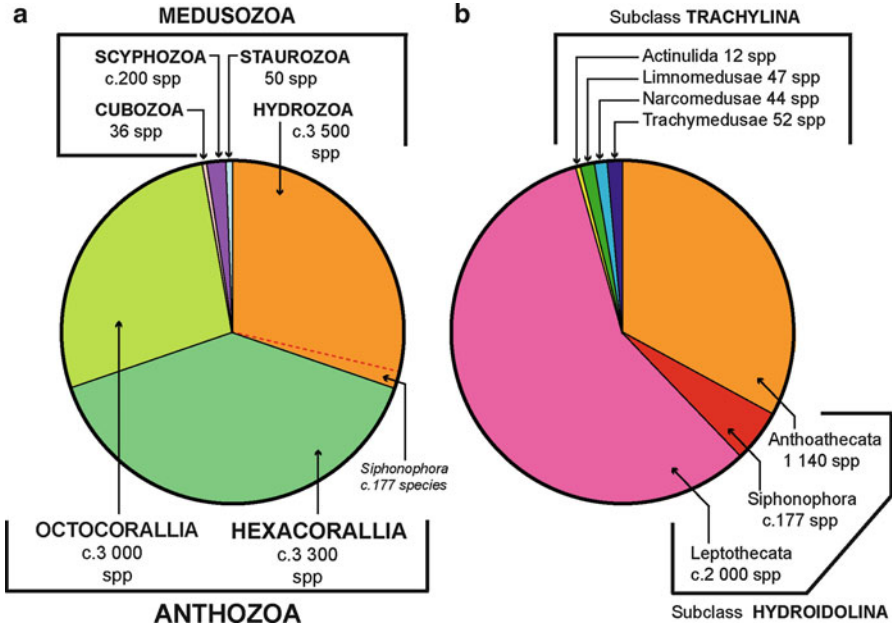 a
MEDUSOZOA
SCYPHOZOA
c.200 spp
STAUROZOA
50 spp
CUBOZOA
36 spp
HYDROZOA
c.3 500
spp
Siphonophora
c.177 species
OCTOCORALLIA
c.3 000
spp
HEXACORALLIA
c.3 300
spp
ANTHOZOA
b
Subclass TRACHYLINA
Actinulida 12 spp
Limnomedusae 47 spp
Narcomedusae 44 spp
Trachymedusae 52 spp
Anthoathecata
1 140 spp
Siphonophora
c.177 spp
Leptothecata
c.2 000 spp
Subclass HYDROIDOLINA